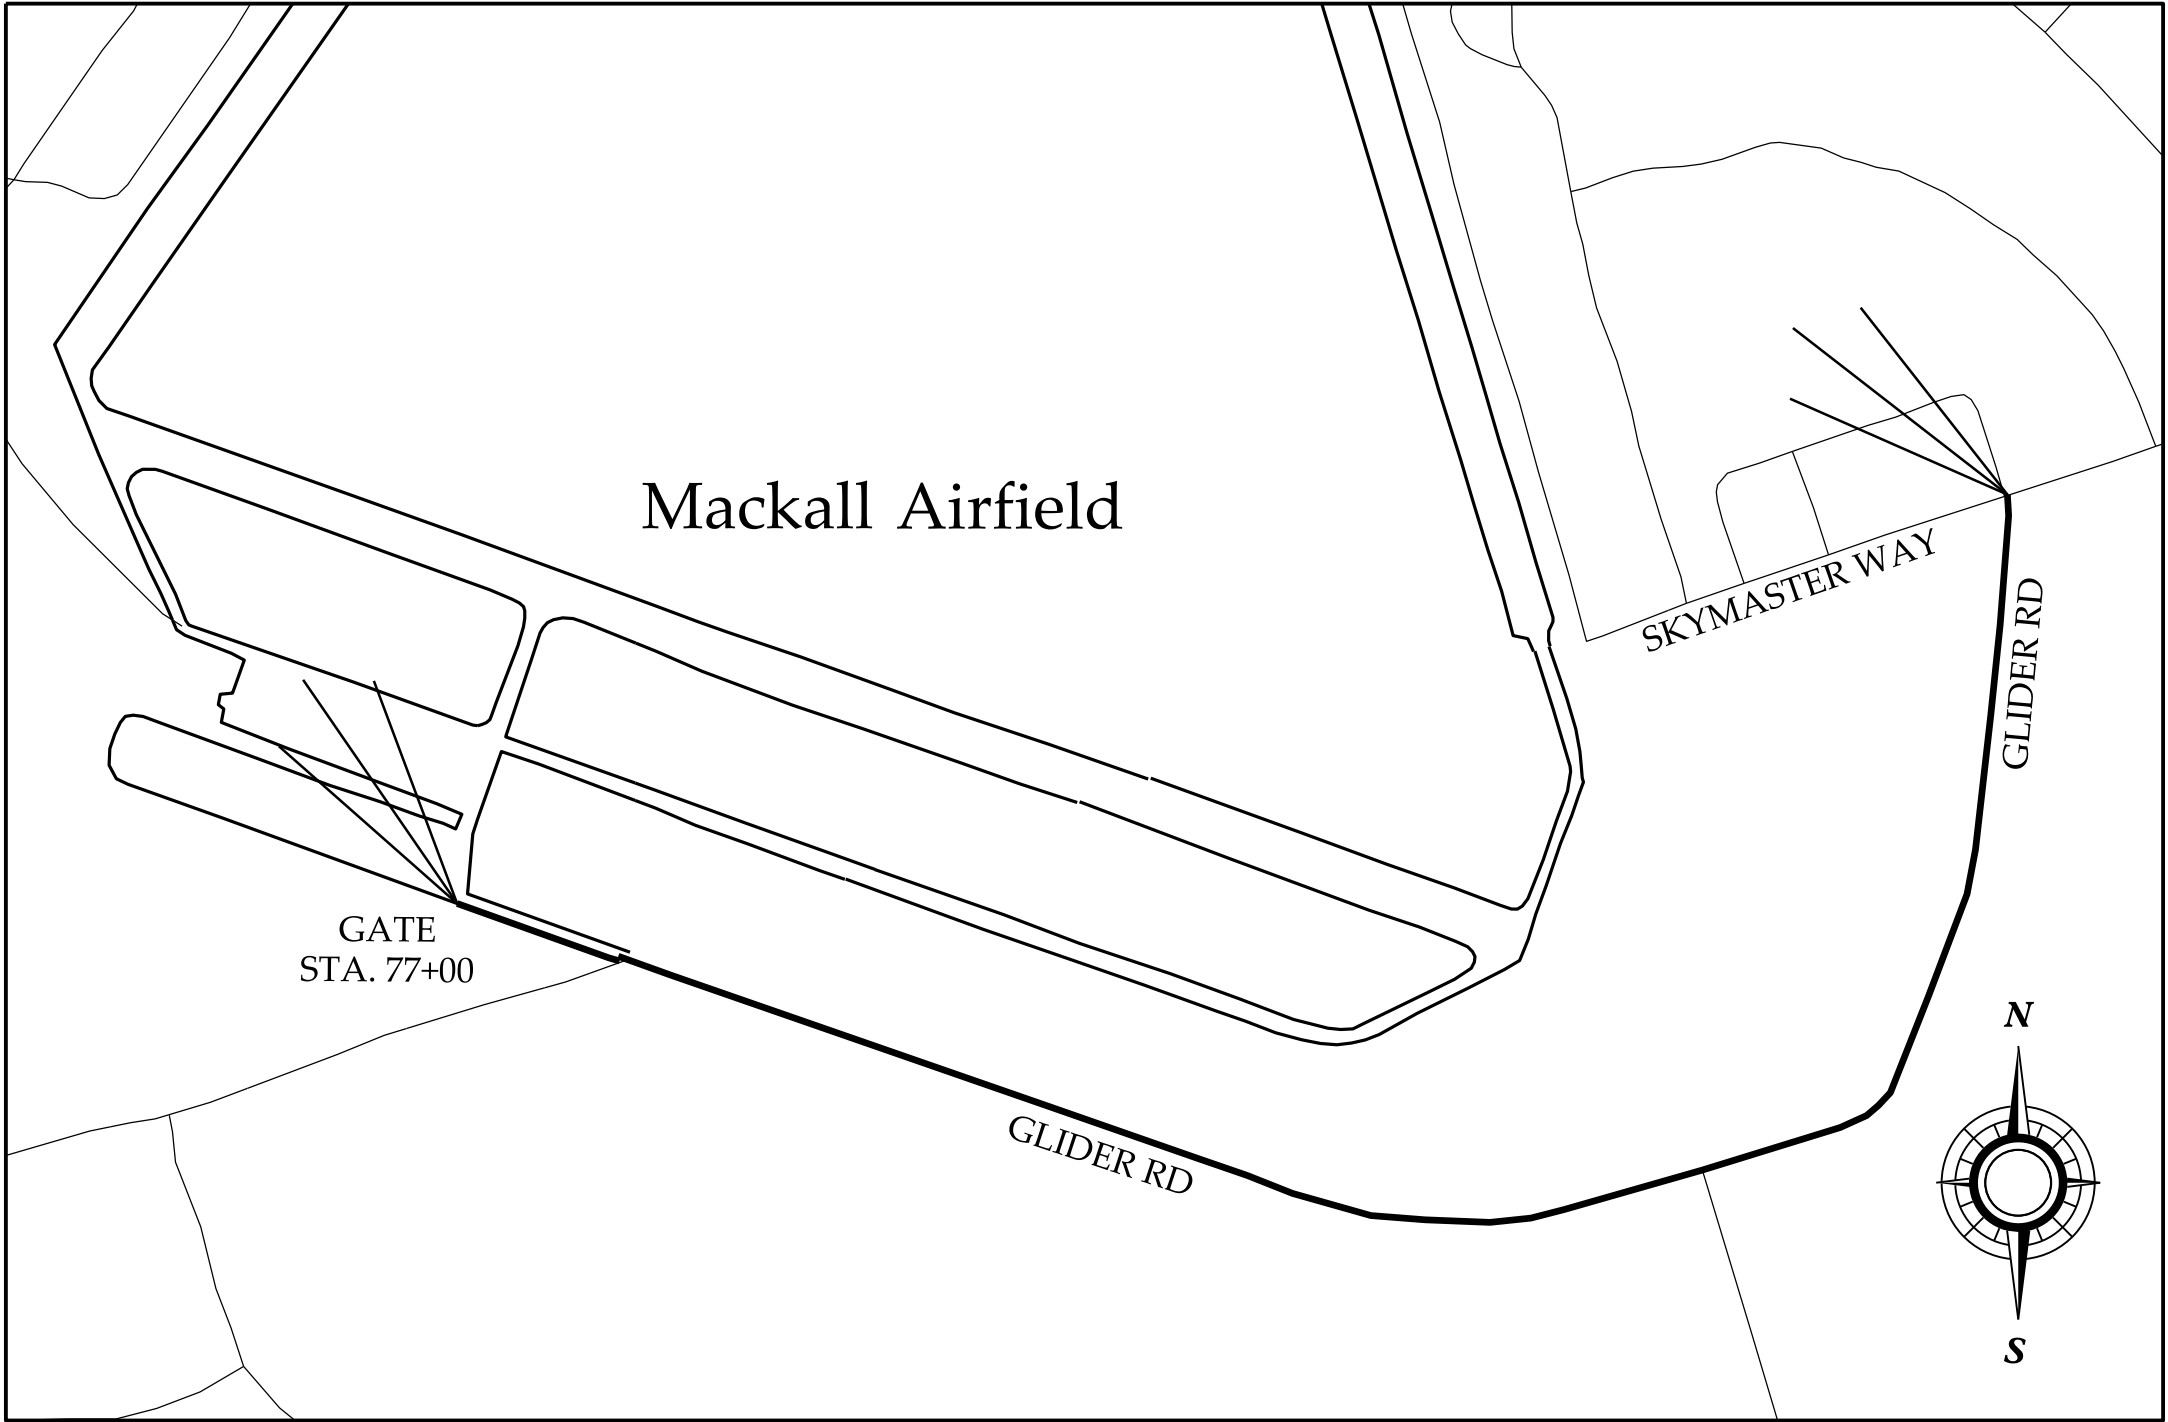 Mackall Airfield
SKYMASTER WAY
GLIDER RD
GATE
STA. 77+00
GLIDER RD
N
S